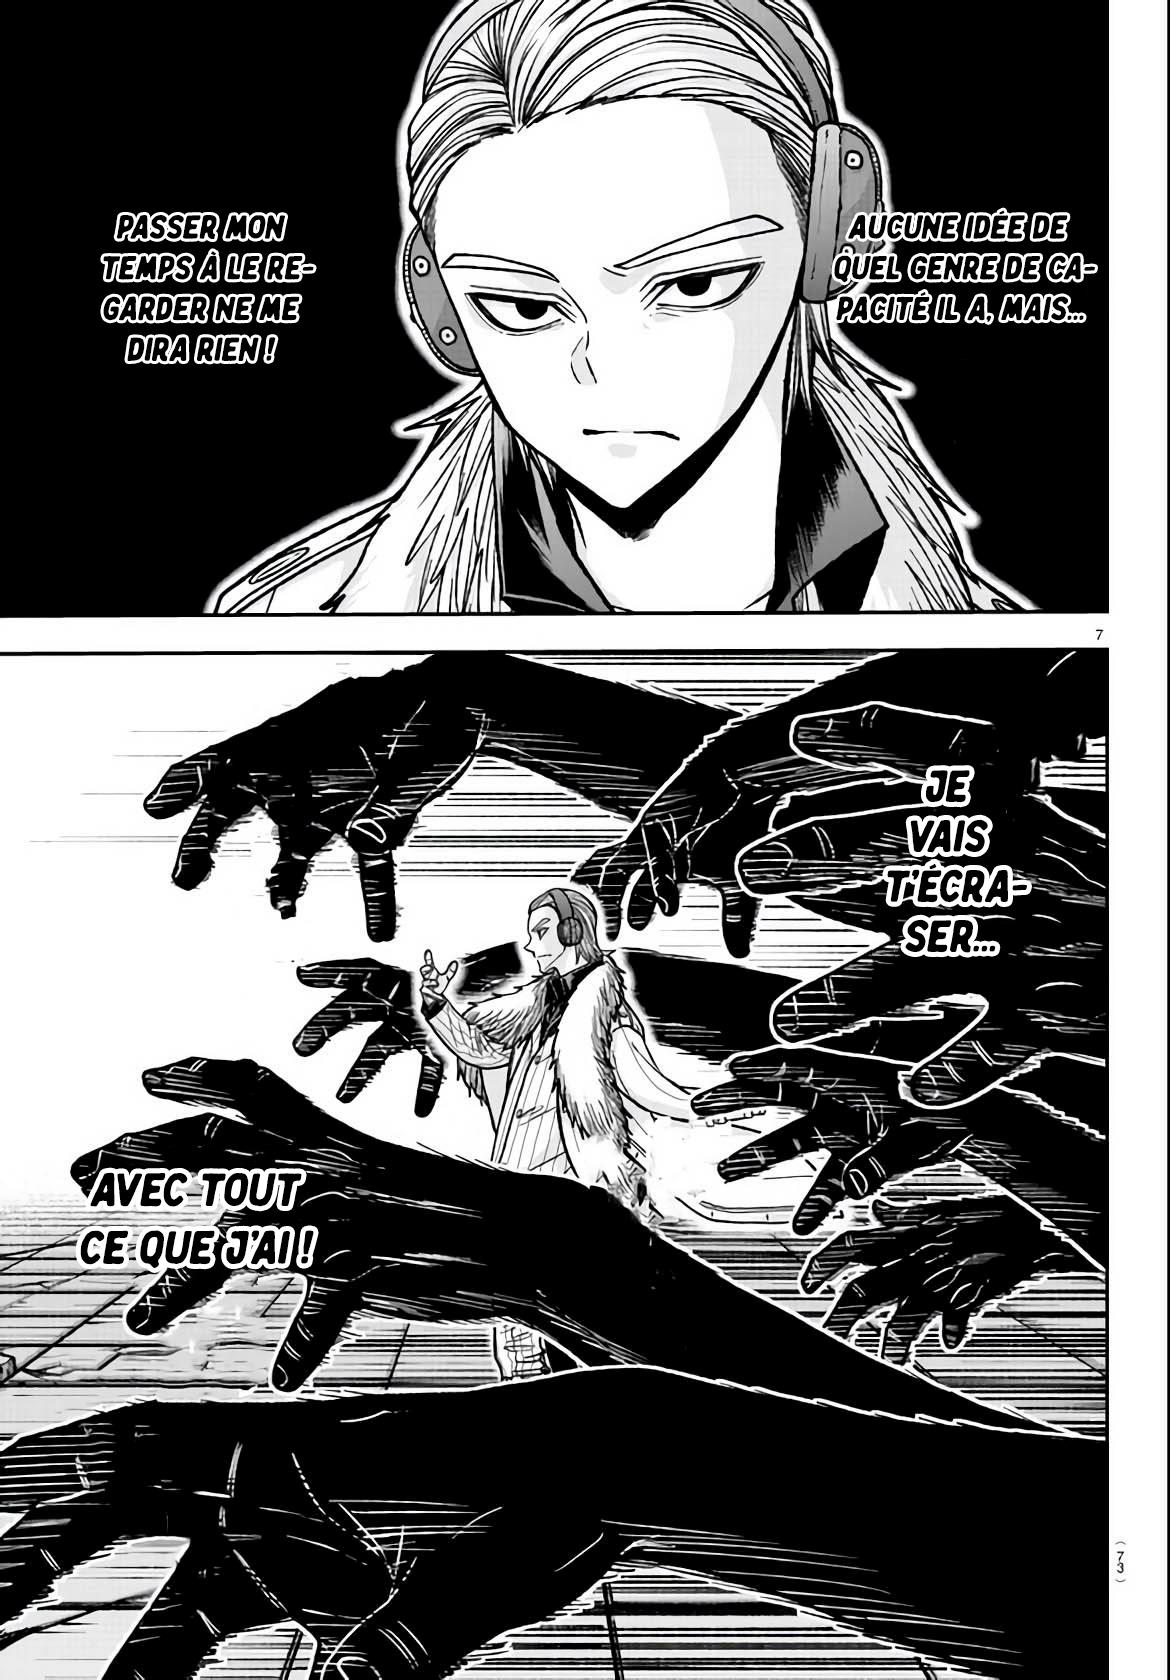 AUCUNE IDÉE DE
QUEL GENRE DE CA-
PACITÉ IL A, MAIS...
PASSER MON
TEMPS À LE RE-
GARDER NE ME
DIRA RIEN !
7
JE
VAIS
T'ÉCRA-
SER...
AVEC TOUT
CE QUE J'AI !
(73)